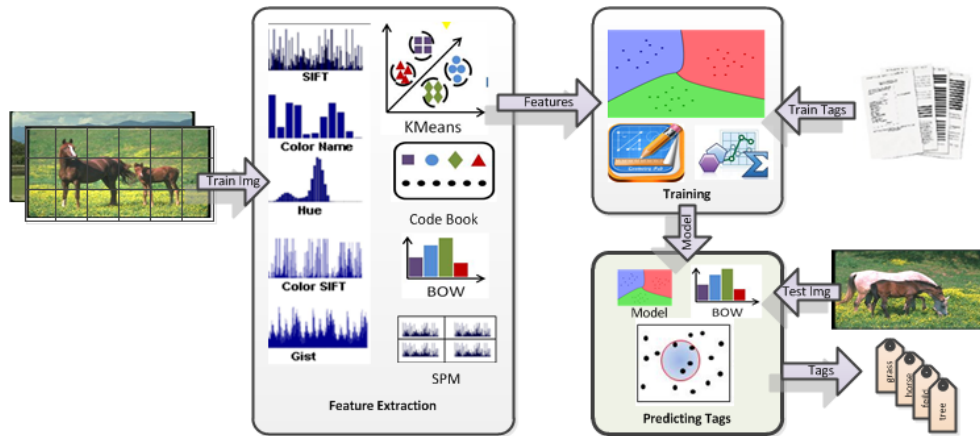 Train Img
SIFT
Color Name
Hue
Color SIFT
Gist
KMeans
Code Book
BOW
SPM
Feature Extraction
Features
Train Tags
Training
Model
Model
BOW
Test Img
Predicting Tags
Tags
grass
horse
tree